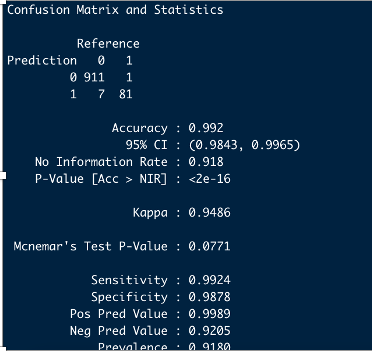 Confusion Matrix and Statistics
Reference
Prediction 0 1
0 911 1
1 7 81
Accuracy : 0.992
95% CI : (0.9843, 0.9965)
No Information Rate : 0.918
P-Value [Acc > NIR] : <2e-16
Kappa : 0.9486
Mcnemar's Test P-Value : 0.0771
Sensitivity : 0.9924
Specificity : 0.9878
Pos Pred Value : 0.9989
Neg Pred Value : 0.9205
Prevalence : 0.9180